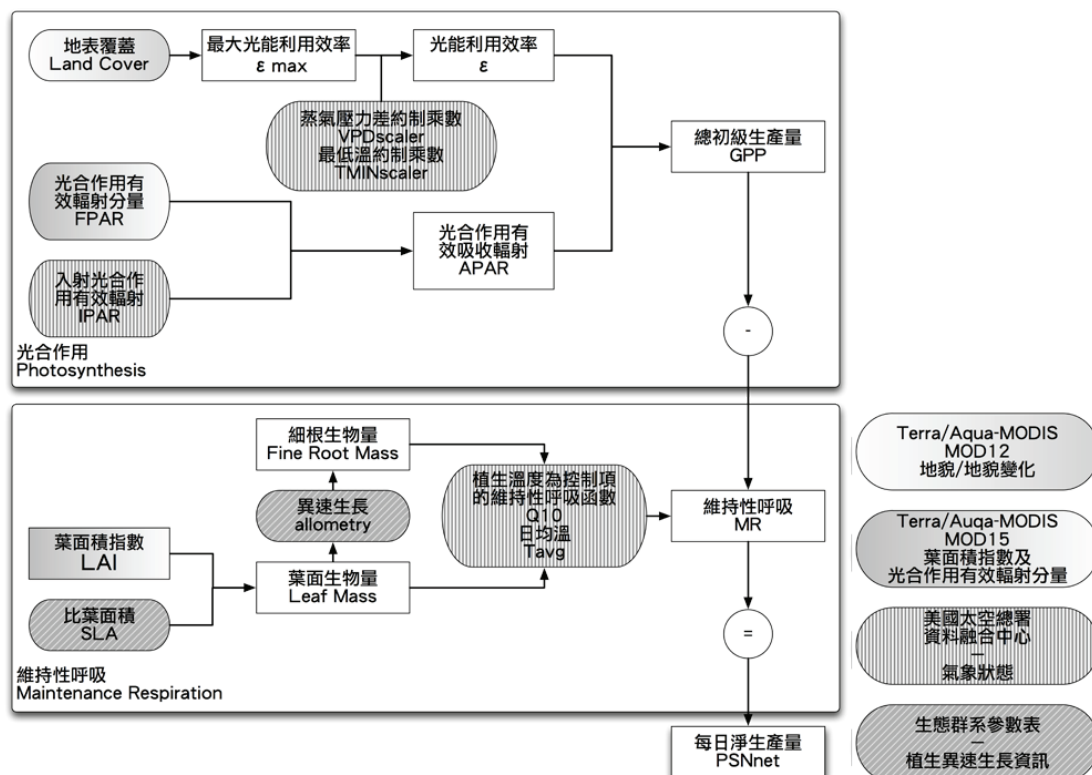 地表覆蓋
Land Cover
最大光能利用效率
ε max
光能利用效率
ε
蒸氣壓力差約制乘數
VPDscaler
最低溫約制乘數
TMINscaler
總初級生產量
GPP
光合作用有
效輻射分量
FPAR
光合作用有
效吸收輻射
APAR
入射光合作
用有效輻射
IPAR
-
光合作用
Photosynthesis
細根生物量
Fine Root Mass
異速生長
allometry
植生溫度為控制項
的維持性呼吸函數
Q10
日均溫
Tavg
維持性呼吸
MR
葉面積指數
LAI
葉面生物量
Leaf Mass
比葉面積
SLA
=
維持性呼吸
Maintenance Respiration
每日淨生產量
PSNnet
Terra/Aqua-MODIS
MOD12
地貌/地貌變化
Terra/Auqa-MODIS
MOD15
葉面積指數及
光合作用有效輻射分量
美國太空總署
資料融合中心
—
氣象狀態
生態群系參數表
—
植生異速生長資訊